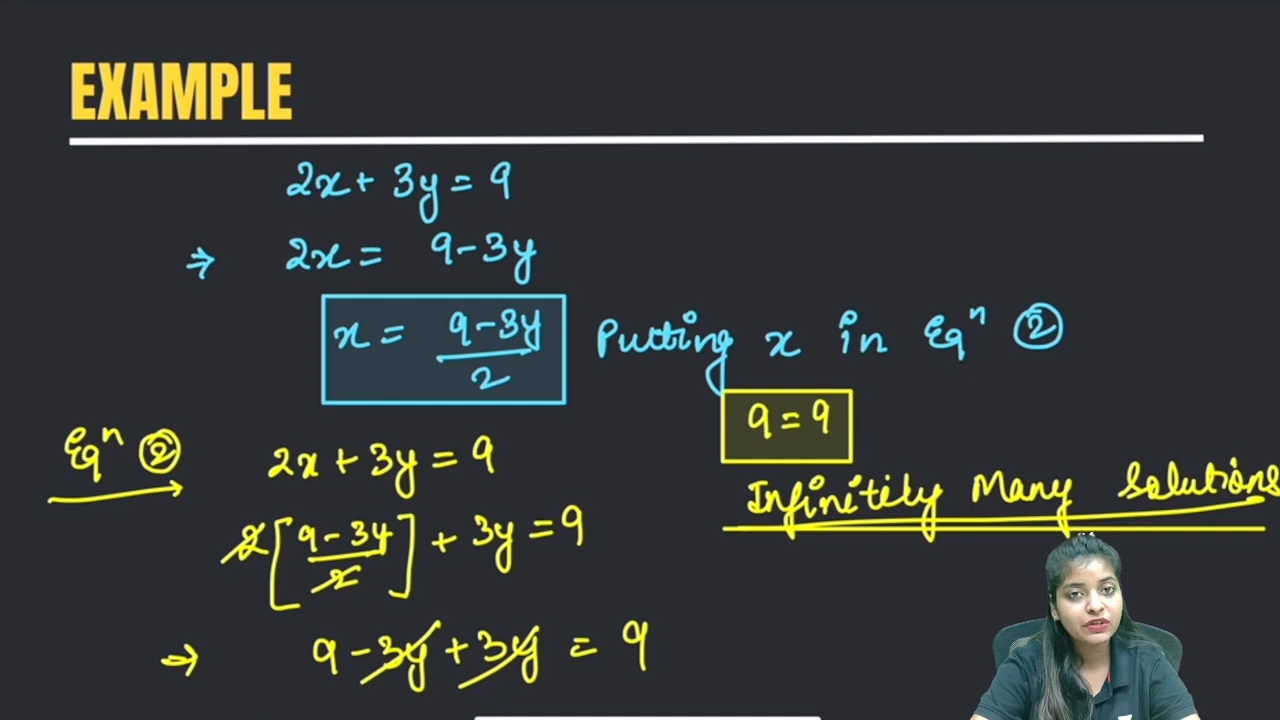 EXAMPLE
2x + 3y = 9
⇒ 2x = 9 - 3y
x = (9 - 3y)/2 Putting x in Eqⁿ ②
9 = 9
Infinitily Many Solutions
Eqⁿ ② 2x + 3y = 9
2[(9 - 3y)/2] + 3y = 9
⇒ 9 - 3y + 3y = 9